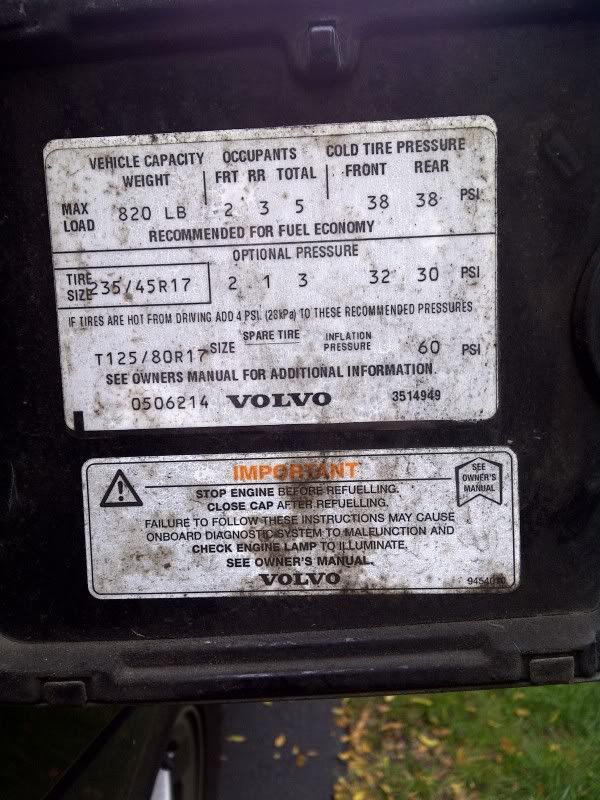 VEHICLE CAPACITY OCCUPANTS COLD TIRE PRESSURE
WEIGHT FRT RR TOTAL FRONT REAR
MAX LOAD 820 LB 2 3 5 38 38 PSI
RECOMMENDED FOR FUEL ECONOMY
OPTIONAL PRESSURE
TIRE SIZE 235/45R17 2 1 3 32 30 PSI
IF TIRES ARE HOT FROM DRIVING ADD 4 PSI. (28kPa) TO THESE RECOMMENDED PRESSURES
T125/80R17 SIZE SPARE TIRE INFLATION PRESSURE 60 PSI
SEE OWNERS MANUAL FOR ADDITIONAL INFORMATION.
0506214 VOLVO 3514949
IMPORTANT
SEE OWNER'S MANUAL
STOP ENGINE BEFORE REFUELLING.
CLOSE CAP AFTER REFUELLING.
FAILURE TO FOLLOW THESE INSTRUCTIONS MAY CAUSE
ONBOARD DIAGNOSTIC SYSTEM TO MALFUNCTION AND
CHECK ENGINE LAMP TO ILLUMINATE.
SEE OWNER'S MANUAL.
VOLVO